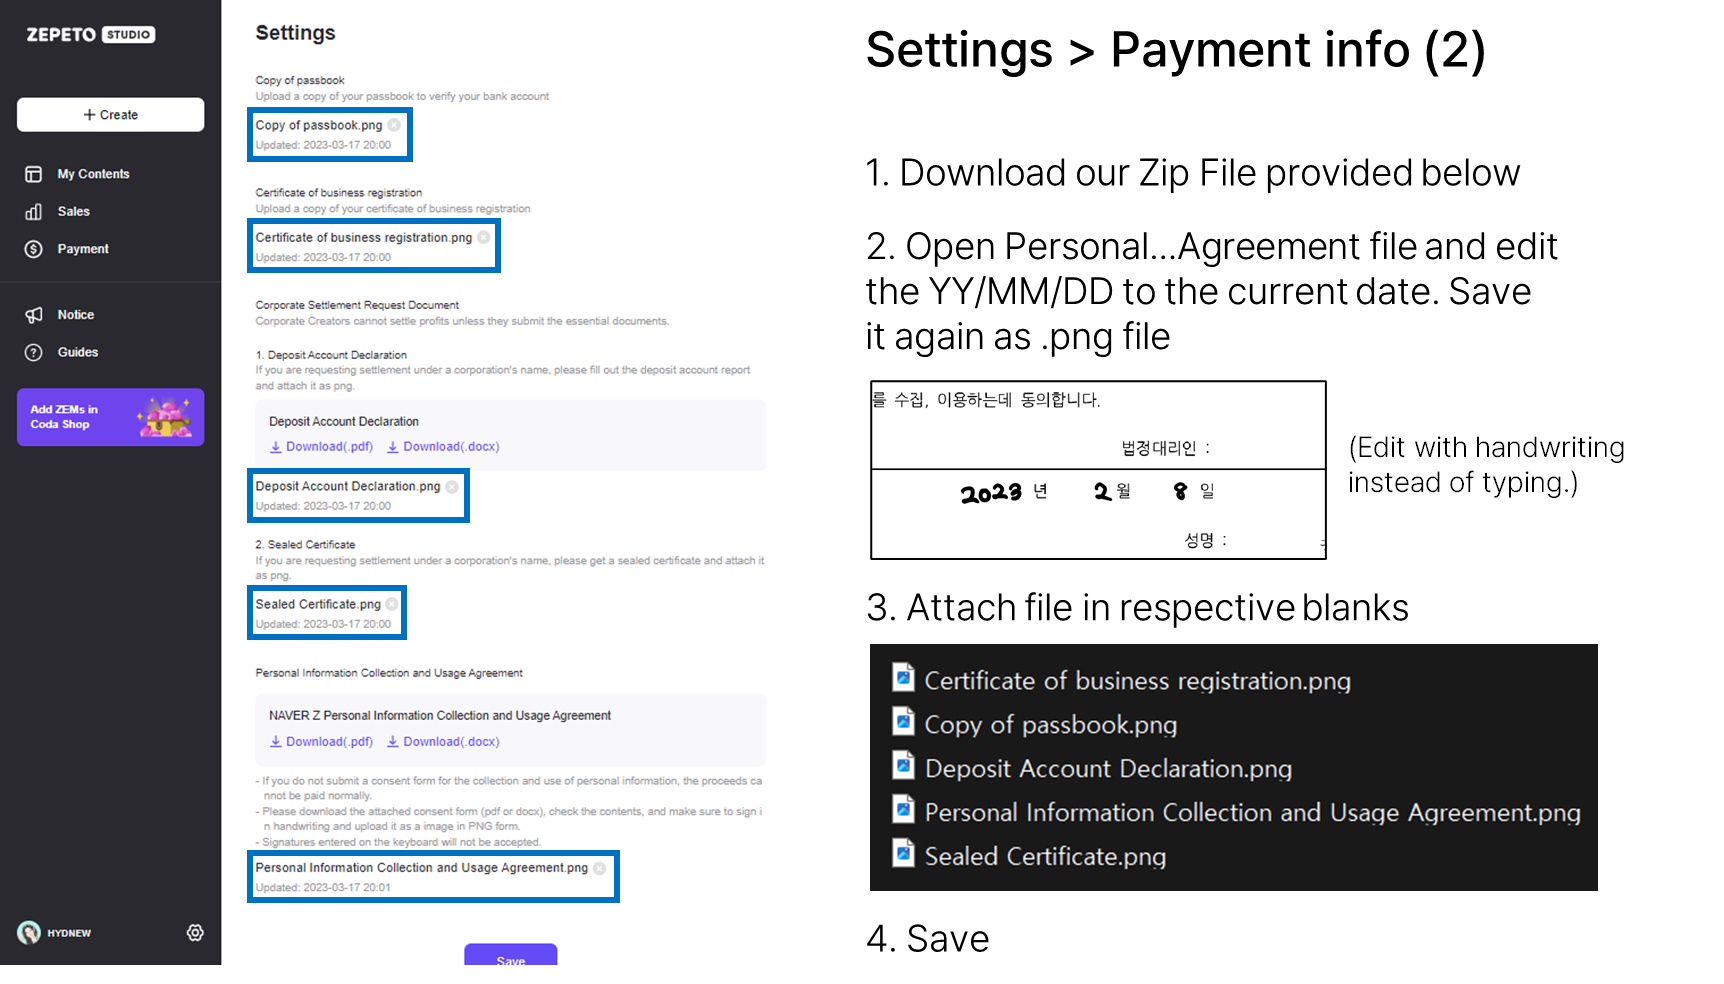 ZEPETO STUDIO
+ Create
My Contents
Sales
Payment
Notice
Guides
Add ZEMs in
Coda Shop
HYDNEW
Settings
Copy of passbook
Upload a copy of your passbook to verify your bank account
Copy of passbook.png
Updated: 2023-03-17 20:00
Certificate of business registration
Upload a copy of your certificate of business registration
Certificate of business registration.png
Updated: 2023-03-17 20:00
Corporate Settlement Request Document
Corporate Creators cannot settle profits unless they submit the essential documents.
1. Deposit Account Declaration
If you are requesting settlement under a corporation's name, please fill out the deposit account report
and attach it as png.
Deposit Account Declaration
Download(.pdf) Download(.docx)
Deposit Account Declaration.png
Updated: 2023-03-17 20:00
2. Sealed Certificate
If you are requesting settlement under a corporation's name, please get a sealed certificate and attach it
as png.
Sealed Certificate.png
Updated: 2023-03-17 20:00
Personal Information Collection and Usage Agreement
NAVER Z Personal Information Collection and Usage Agreement
Download(.pdf) Download(.docx)
- If you do not submit a consent form for the collection and use of personal information, the proceeds ca
nnot be paid normally.
- Please download the attached consent form (pdf or docx), check the contents, and make sure to sign i
n handwriting and upload it as a image in PNG form.
- Signatures entered on the keyboard will not be accepted.
Personal Information Collection and Usage Agreement.png
Updated: 2023-03-17 20:01
Save
Settings > Payment info (2)
1. Download our Zip File provided below
2. Open Personal...Agreement file and edit
the YY/MM/DD to the current date. Save
it again as .png file
를 수집, 이용하는데 동의합니다.
법정대리인 :
2023 년 2 월 8 일
성명 :
(Edit with handwriting
instead of typing.)
3. Attach file in respective blanks
Certificate of business registration.png
Copy of passbook.png
Deposit Account Declaration.png
Personal Information Collection and Usage Agreement.png
Sealed Certificate.png
4. Save